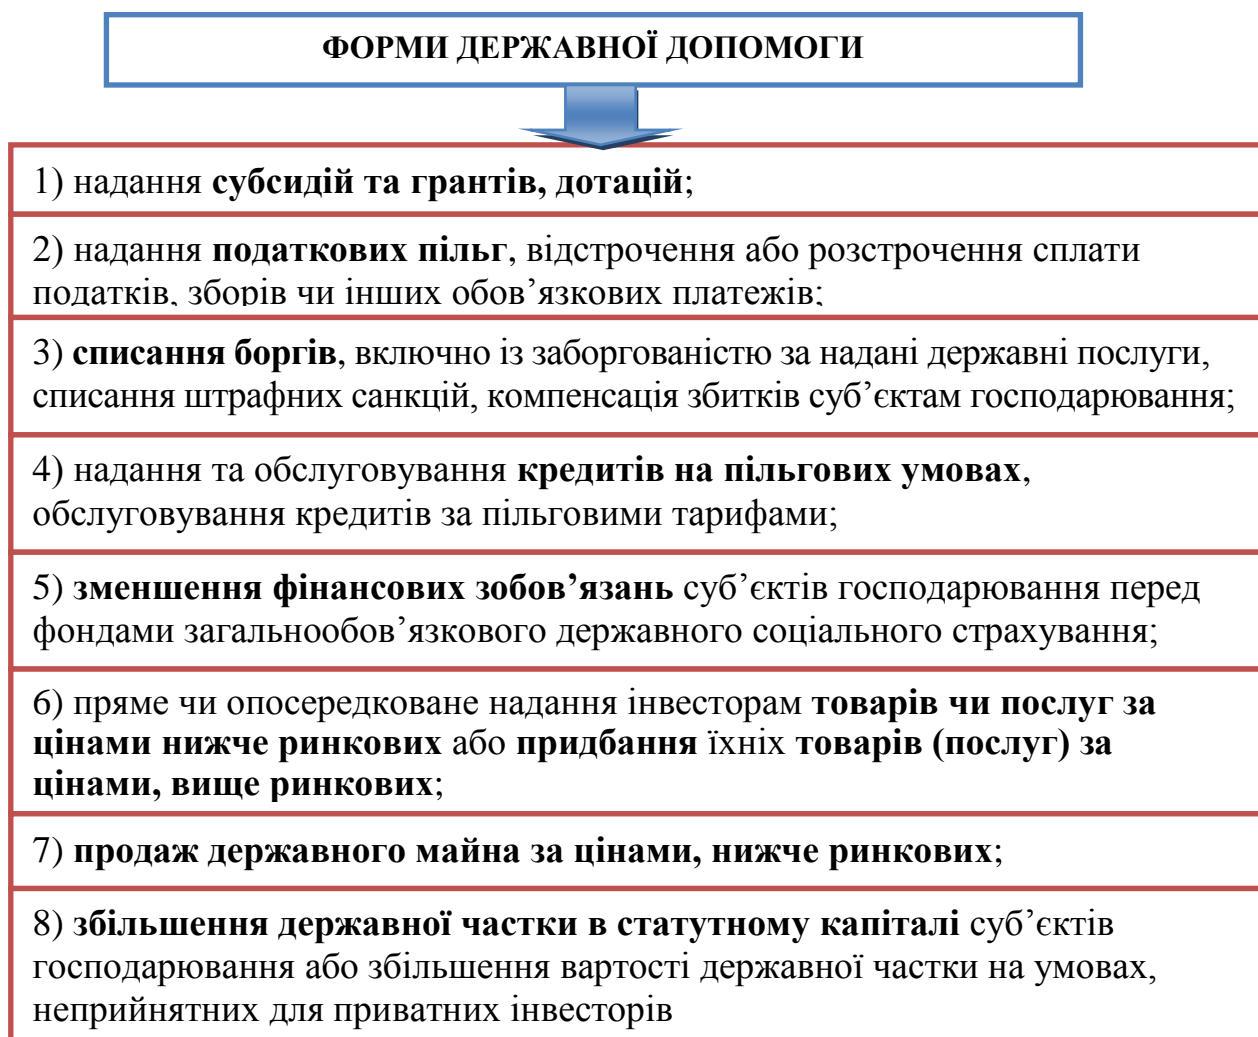 ФОРМИ ДЕРЖАВНОЇ ДОПОМОГИ
1) надання субсидій та грантів, дотацій;
2) надання податкових пільг, відстрочення або розстрочення сплати
податків, зборів чи інших обов’язкових платежів;
3) списання боргів, включно із заборгованістю за надані державні послуги,
списання штрафних санкцій, компенсація збитків суб’єктам господарювання;
4) надання та обслуговування кредитів на пільгових умовах,
обслуговування кредитів за пільговими тарифами;
5) зменшення фінансових зобов’язань суб’єктів господарювання перед
фондами загальнообов’язкового державного соціального страхування;
6) пряме чи опосередковане надання інвесторам товарів чи послуг за
цінами нижче ринкових або придбання їхніх товарів (послуг) за
цінами, вище ринкових;
7) продаж державного майна за цінами, нижче ринкових;
8) збільшення державної частки в статутному капіталі суб’єктів
господарювання або збільшення вартості державної частки на умовах,
неприйнятних для приватних інвесторів